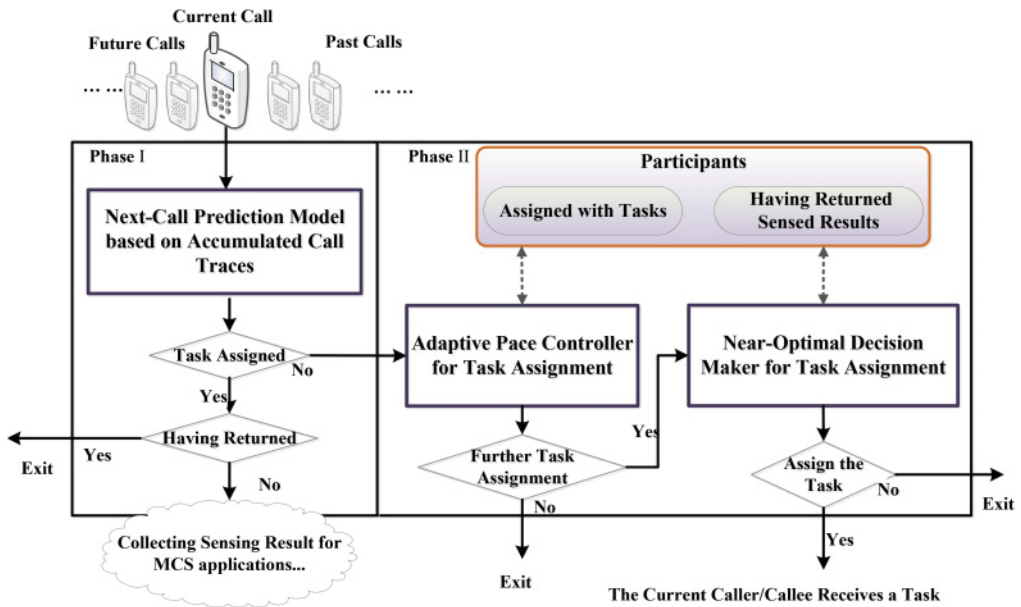 Current Call
Future Calls
Past Calls
... ...
... ...
Phase I
Phase II
Participants
Assigned with Tasks
Having Returned
Sensed Results
Next-Call Prediction Model
based on Accumulated Call
Traces
Adaptive Pace Controller
for Task Assignment
Near-Optimal Decision
Maker for Task Assignment
Task Assigned
No
Yes
Having Returned
Yes
Exit
No
Collecting Sensing Result for
MCS applications...
Further Task
Assignment
Yes
No
Exit
Assign the
Task
No
Exit
Yes
The Current Caller/Callee Receives a Task